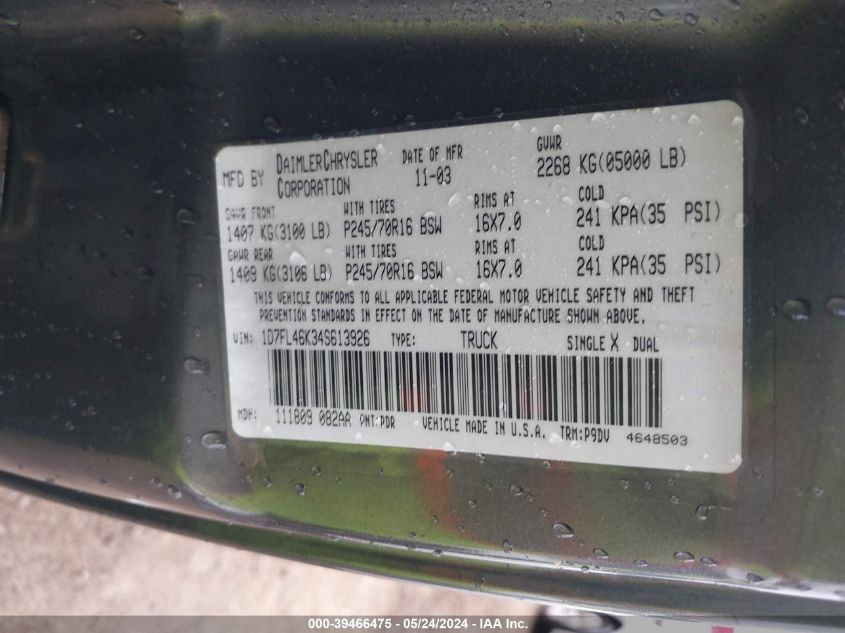 MFD BY DAIMLERCHRYSLER CORPORATION DATE OF MFR 11-03 GVWR 2268 KG(05000 LB)
GAWR FRONT WITH TIRES RIMS AT COLD
1407 KG(3100 LB) P245/70R16 BSW 16X7.0 241 KPA(35 PSI)
GAWR REAR WITH TIRES RIMS AT COLD
1409 KG(3106 LB) P245/70R16 BSW 16X7.0 241 KPA(35 PSI)
THIS VEHICLE CONFORMS TO ALL APPLICABLE FEDERAL MOTOR VEHICLE SAFETY AND THEFT
PREVENTION STANDARDS IN EFFECT ON THE DATE OF MANUFACTURE SHOWN ABOVE.
VIN: 1D7FL46K34S613926 TYPE: TRUCK SINGLE X DUAL
MDH: 111809 082AA PNT:PDR VEHICLE MADE IN U.S.A. TRM:P9DV 4648503
000-39466475 - 05/24/2024 - IAA Inc.